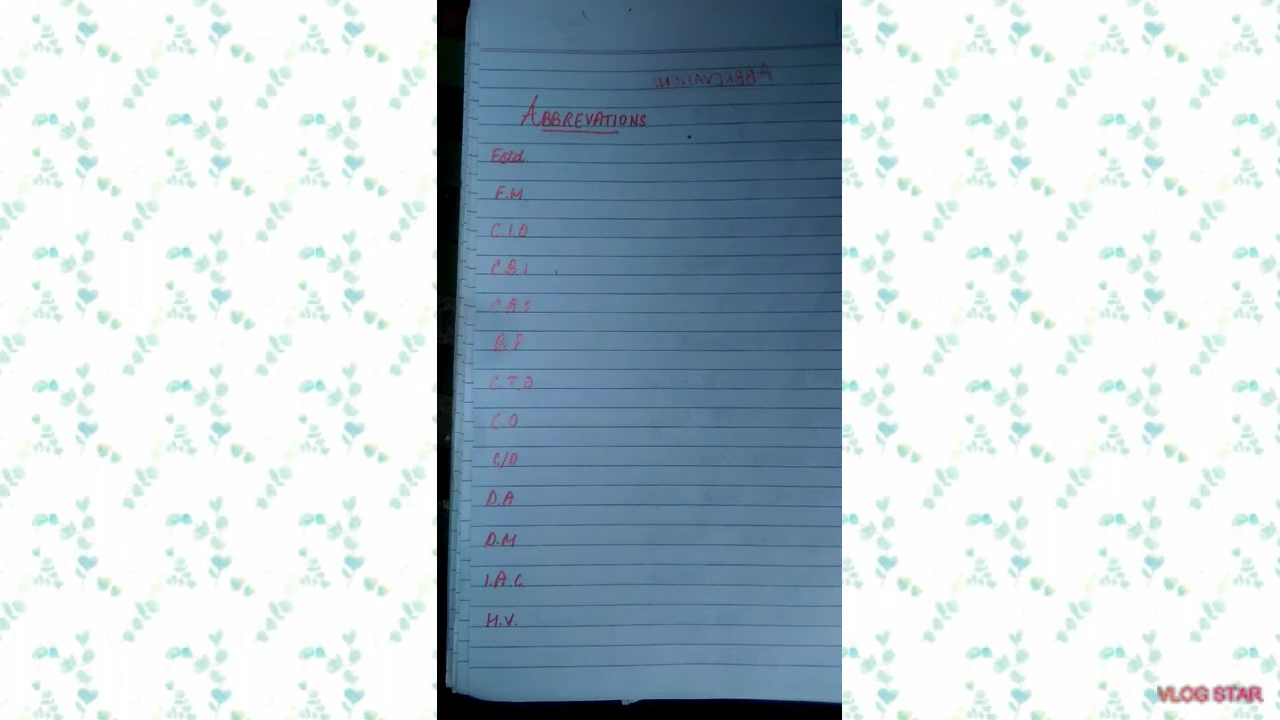 ABBREVATIONS
Estd.
F.M.
C.I.D
C.B.I
B.P
C.T.D
C.D
D.A
D.M
I.A.C.
H.V.
VLOG STAR